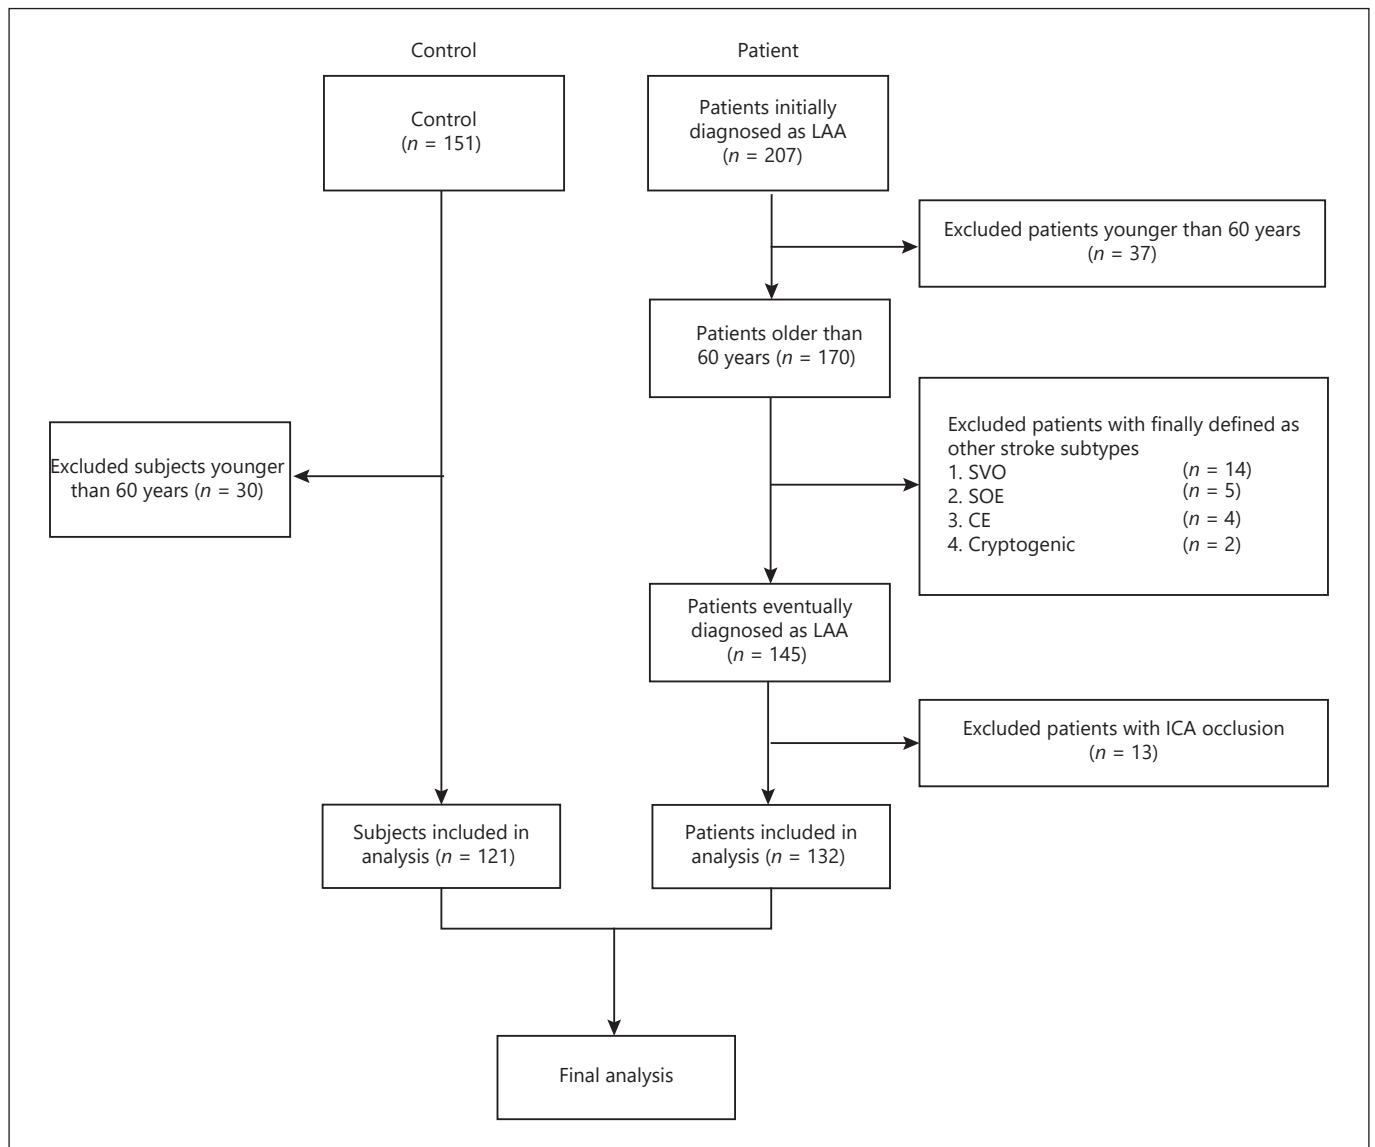 Control
Patient
Control
(n = 151)
Patients initially
diagnosed as LAA
(n = 207)
Excluded patients younger than 60 years
(n = 37)
Patients older than
60 years (n = 170)
Excluded subjects younger
than 60 years (n = 30)
Excluded patients with finally defined as
other stroke subtypes
1. SVO (n = 14)
2. SOE (n = 5)
3. CE (n = 4)
4. Cryptogenic (n = 2)
Patients eventually
diagnosed as LAA
(n = 145)
Excluded patients with ICA occlusion
(n = 13)
Subjects included in
analysis (n = 121)
Patients included in
analysis (n = 132)
Final analysis